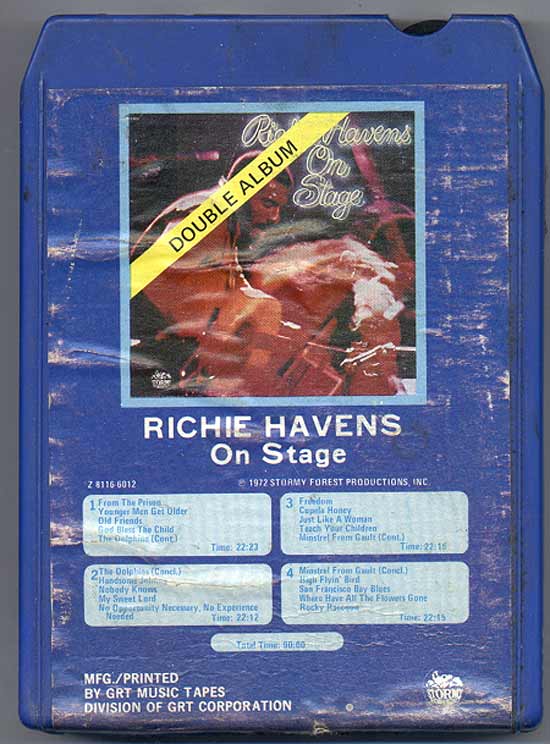 Richie Havens
On
Stage
DOUBLE ALBUM
STORMY
RICHIE HAVENS
On Stage
Z 8116-6012
℗ 1972 STORMY FOREST PRODUCTIONS, INC.
1 From The Prison
Younger Men Get Older
Old Friends
God Bless The Child
The Dolphins (Cont.)
Time: 22:23
2 The Dolphins (Concl.)
Handsome Johnny
Nobody Knows
My Sweet Lord
No Opportunity Necessary, No Experience
Needed
Time: 22:12
3 Freedom
Cupela Honey
Just Like A Woman
Teach Your Children
Minstrel From Gault (Cont.)
Time: 22:15
4 Minstrel From Gault (Concl.)
High Flyin' Bird
San Francisco Bay Blues
Where Have All The Flowers Gone
Rocky Raccoon
Time: 22:15
Total Time:
MFG./PRINTED
BY GRT MUSIC TAPES
DIVISION OF GRT CORPORATION
STORMY